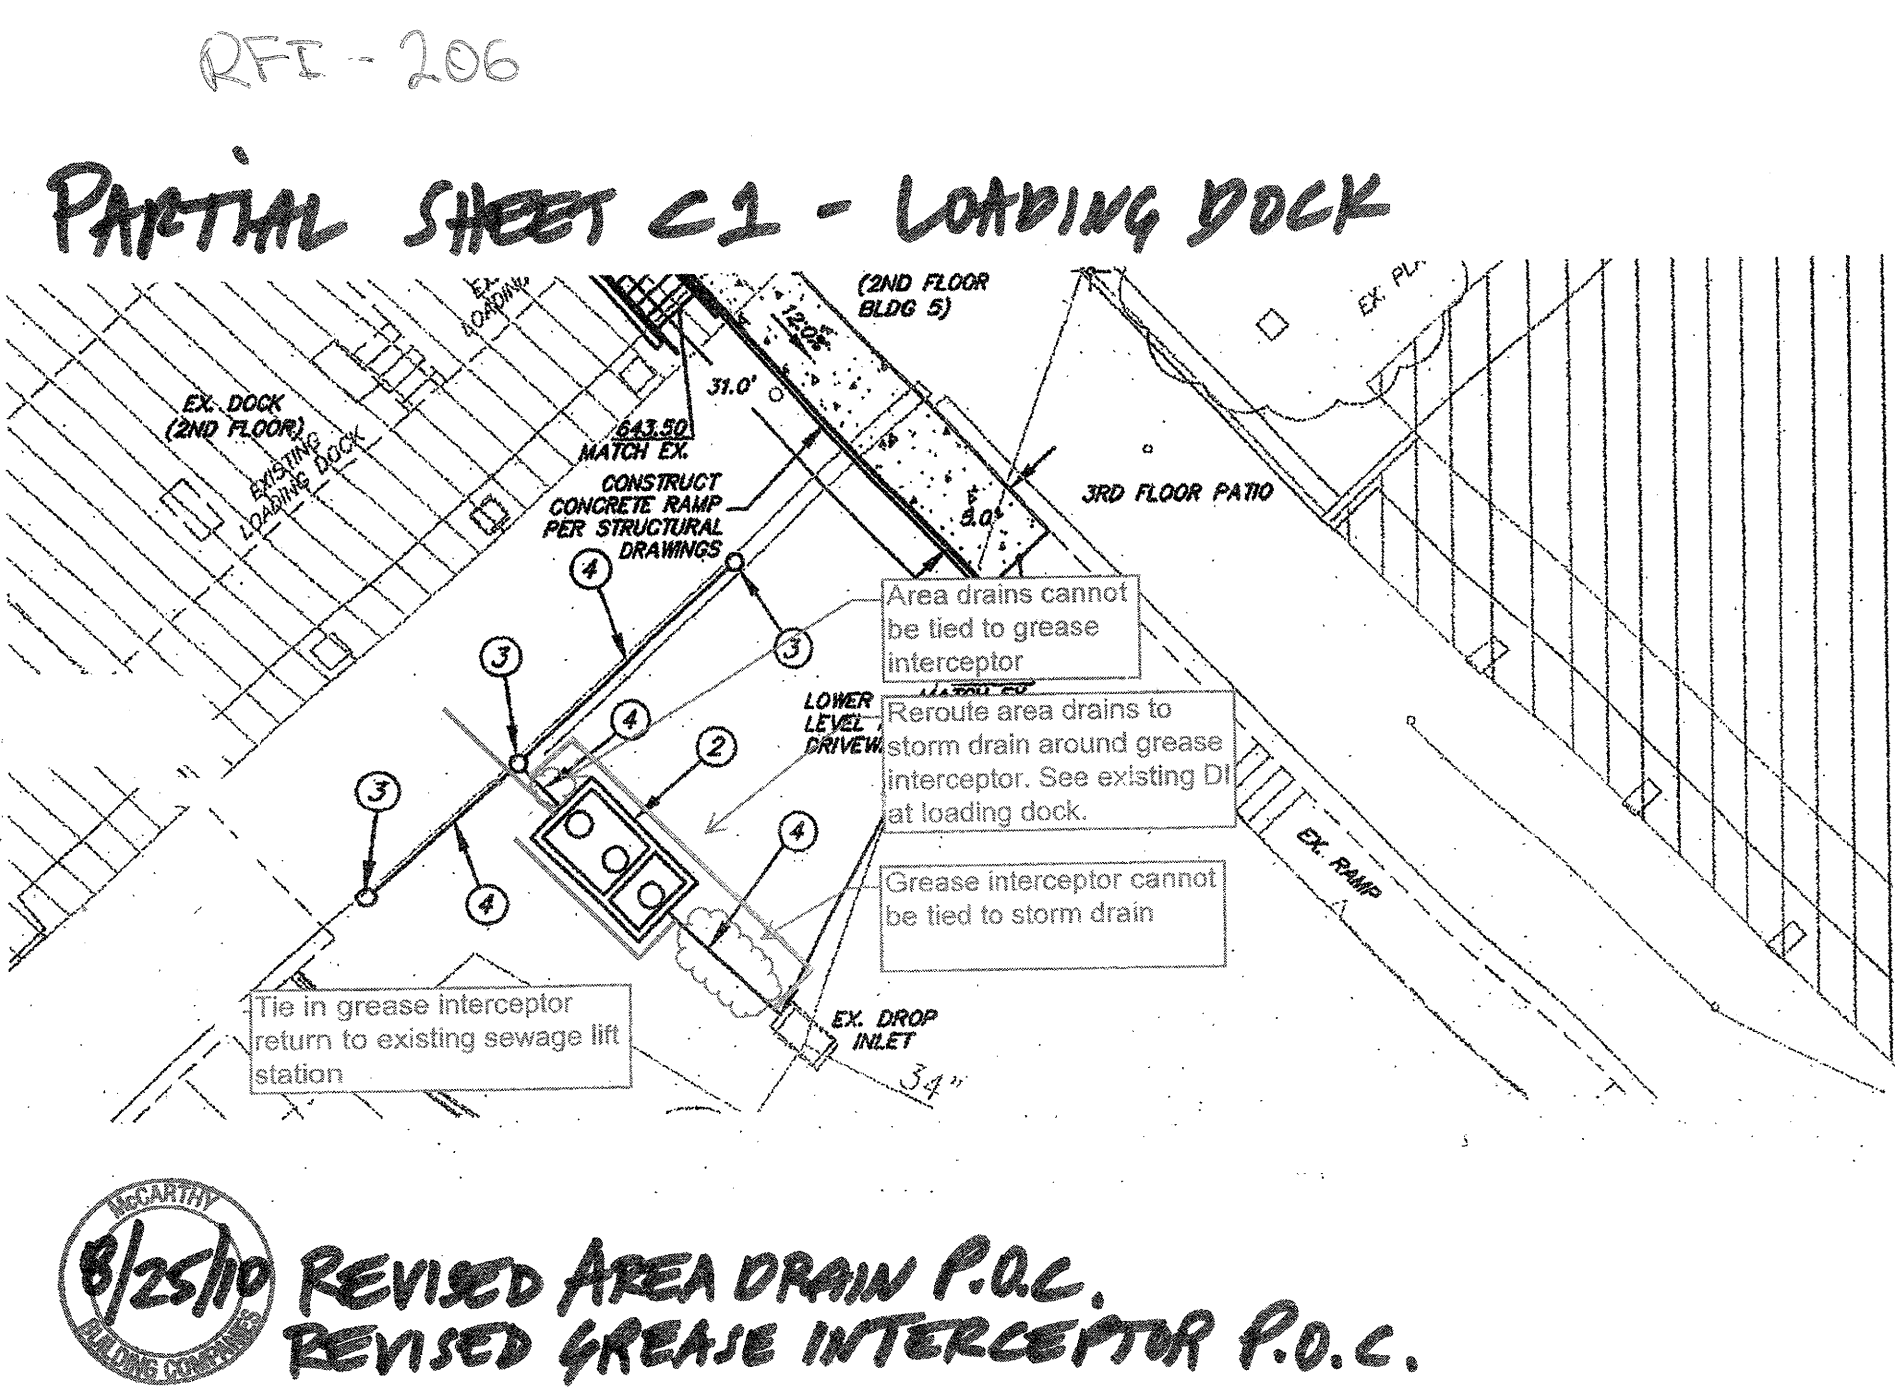 RFI - 206
PARTIAL SHEET C1 - LOADING DOCK
EX.
LOADING
(2ND FLOOR
BLDG 5)
12.0%
31.0'
EX. DOCK
(2ND FLOOR)
EXISTING
LOADING DOCK
643.50
MATCH EX.
CONSTRUCT
CONCRETE RAMP
PER STRUCTURAL
DRAWINGS
5.0'
3RD FLOOR PATIO
4
3
3
4
2
3
4
4
Area drains cannot
be tied to grease
interceptor
MATCH EX.
LOWER
LEVEL
Reroute area drains to
storm drain around grease
interceptor. See existing DI
at loading dock.
Grease interceptor cannot
be tied to storm drain
EX. RAMP
Tie in grease interceptor
return to existing sewage lift
station
EX. DROP
INLET
34"
McCARTHY
8/25/10
BUILDING COMPANIES
REVISED AREA DRAIN P.O.C.
REVISED GREASE INTERCEPTOR P.O.C.